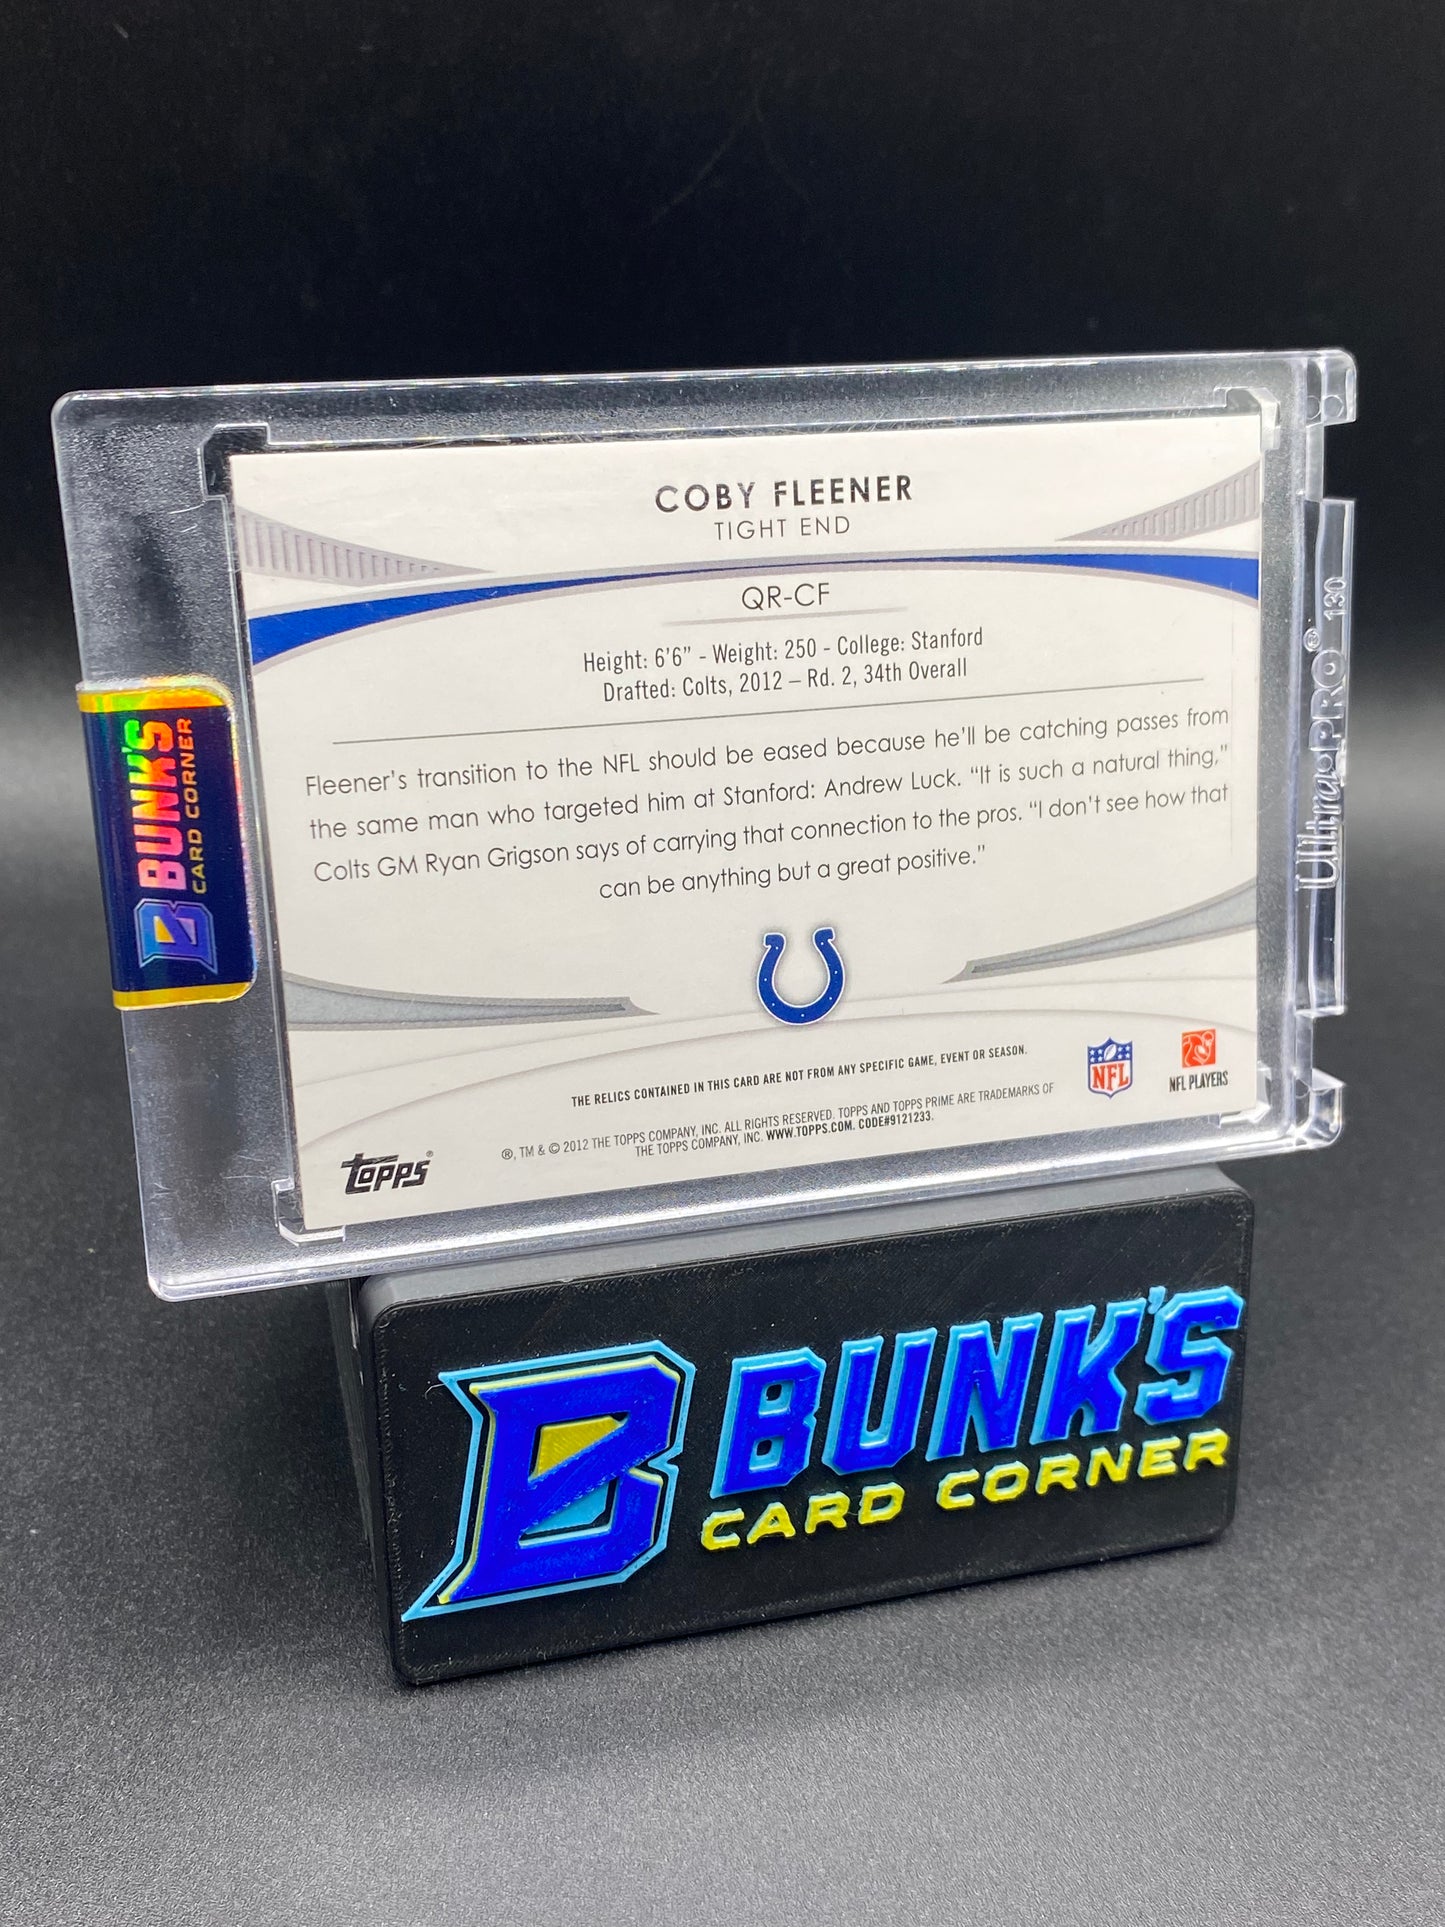 COBY FLEENER
TIGHT END
QR-CF
Height: 6'6” - Weight: 250 - College: Stanford
Drafted: Colts, 2012 – Rd. 2, 34th Overall
Fleener's transition to the NFL should be eased because he'll be catching passes from
the same man who targeted him at Stanford: Andrew Luck. “It is such a natural thing,”
Colts GM Ryan Grigson says of carrying that connection to the pros. “I don't see how that
can be anything but a great positive.”
THE RELICS CONTAINED IN THIS CARD ARE NOT FROM ANY SPECIFIC GAME, EVENT OR SEASON.
®, TM & © 2012 THE TOPPS COMPANY, INC. ALL RIGHTS RESERVED. TOPPS AND TOPPS PRIME ARE TRADEMARKS OF
THE TOPPS COMPANY, INC. WWW.TOPPS.COM. CODE#9121233.
topps®
NFL
NFL PLAYERS
B BUNK'S
CARD CORNER
Ultra PRO® 130
B BUNK'S
CARD CORNER